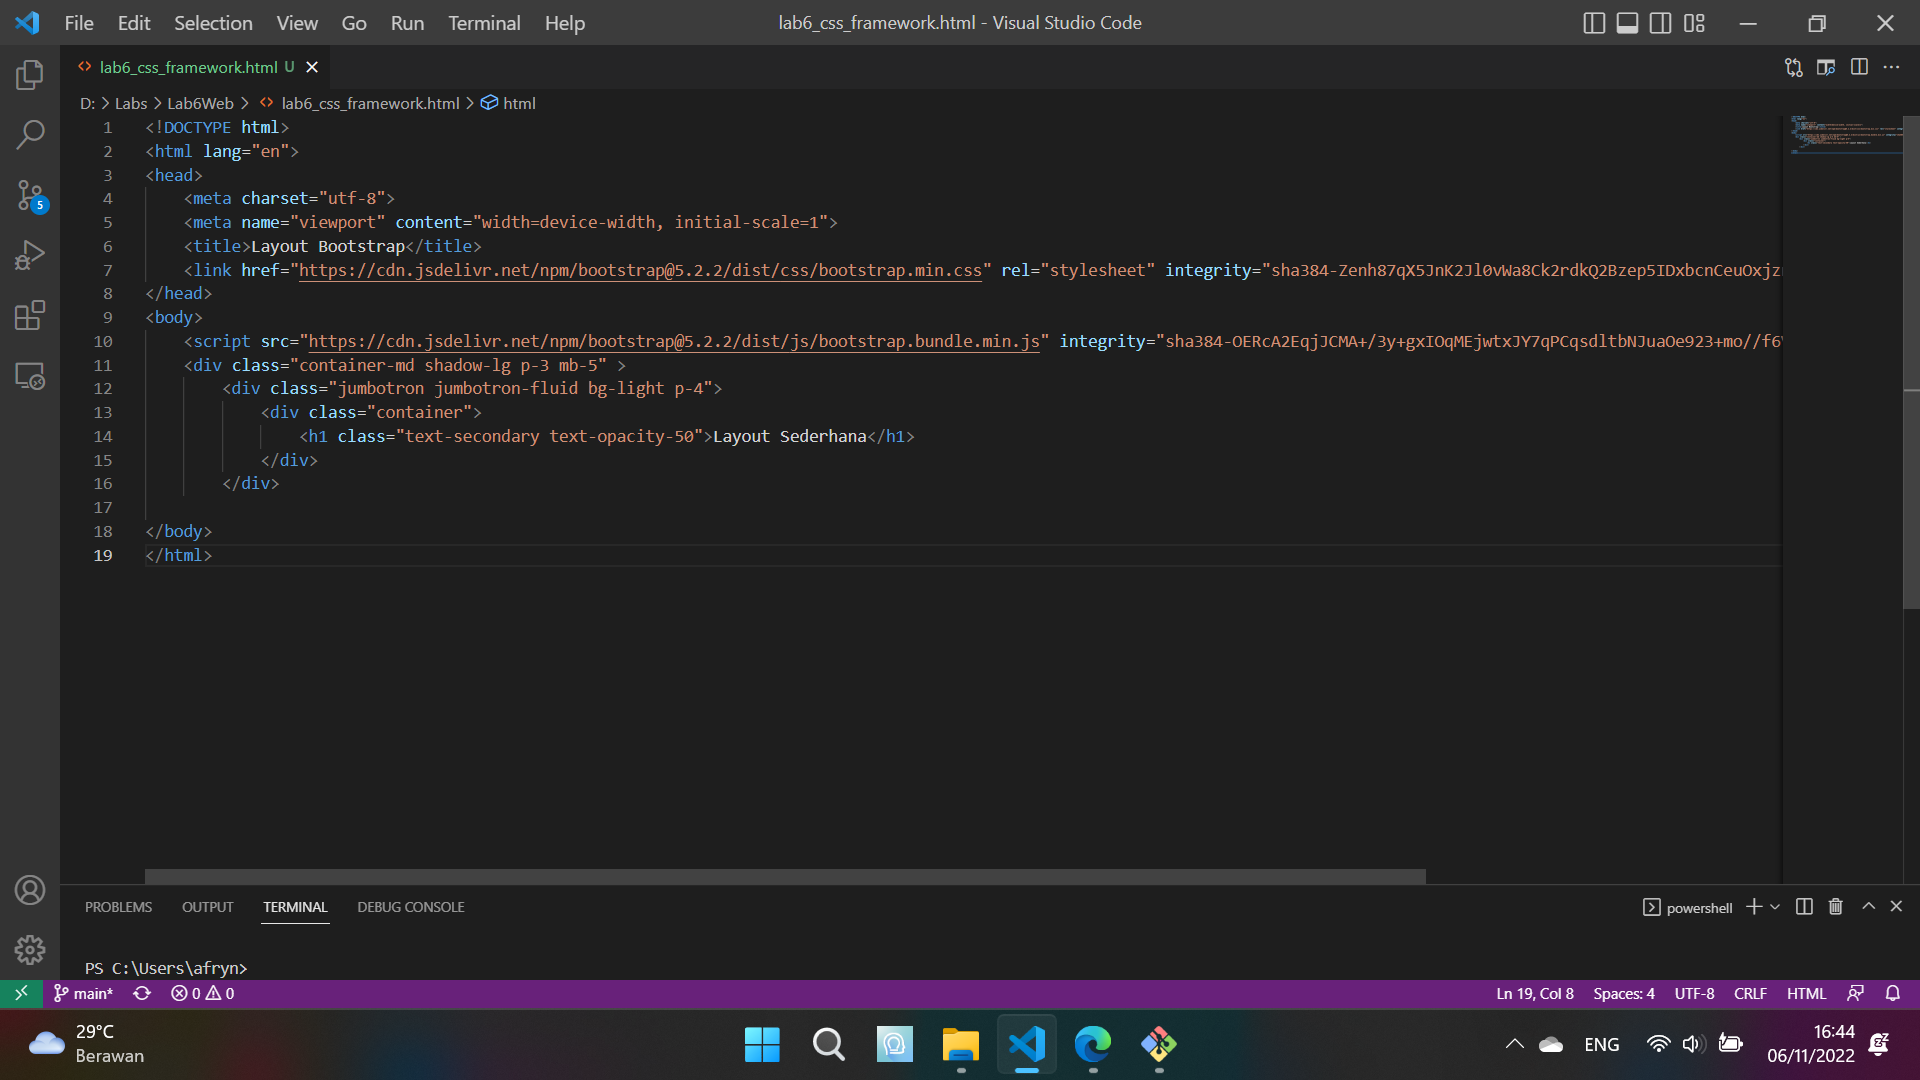 File Edit Selection View Go Run Terminal Help
lab6_css_framework.html - Visual Studio Code
lab6_css_framework.html U
D: > Labs > Lab6Web > lab6_css_framework.html > html
1 <!DOCTYPE html>
2 <html lang="en">
3 <head>
4 <meta charset="utf-8">
5 <meta name="viewport" content="width=device-width, initial-scale=1">
6 <title>Layout Bootstrap</title>
7 <link href="https://cdn.jsdelivr.net/npm/bootstrap@5.2.2/dist/css/bootstrap.min.css" rel="stylesheet" integrity="sha384-Zenh87qX5JnK2Jl0vWa8Ck2rdkQ2Bzep5IDxbcnCeuOxjz
8 </head>
9 <body>
10 <script src="https://cdn.jsdelivr.net/npm/bootstrap@5.2.2/dist/js/bootstrap.bundle.min.js" integrity="sha384-OERcA2EqjJCMA+/3y+gxIOqMEjwtxJY7qPCqsdltbNJuaOe923+mo//f6
11 <div class="container-md shadow-lg p-3 mb-5" >
12 <div class="jumbotron jumbotron-fluid bg-light p-4">
13 <div class="container">
14 <h1 class="text-secondary text-opacity-50">Layout Sederhana</h1>
15 </div>
16 </div>
17
18 </body>
19 </html>
5
PROBLEMS OUTPUT TERMINAL DEBUG CONSOLE
powershell
PS C:\Users\afryn>
main* 0 0
Ln 19, Col 8 Spaces: 4 UTF-8 CRLF HTML
29°C
Berawan
ENG
16:44
06/11/2022